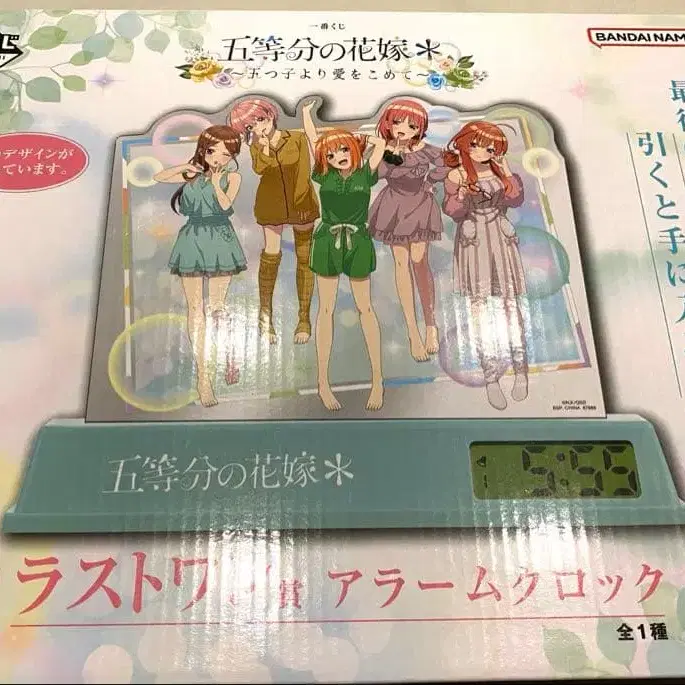 一番くじ
五等分の花嫁＊
～五つ子より愛をこめて～
BANDAI NAM
デザインが
ています。
引くと手に入
五等分の花嫁＊
5:55
ラストワン賞 アラームクロック
全1種